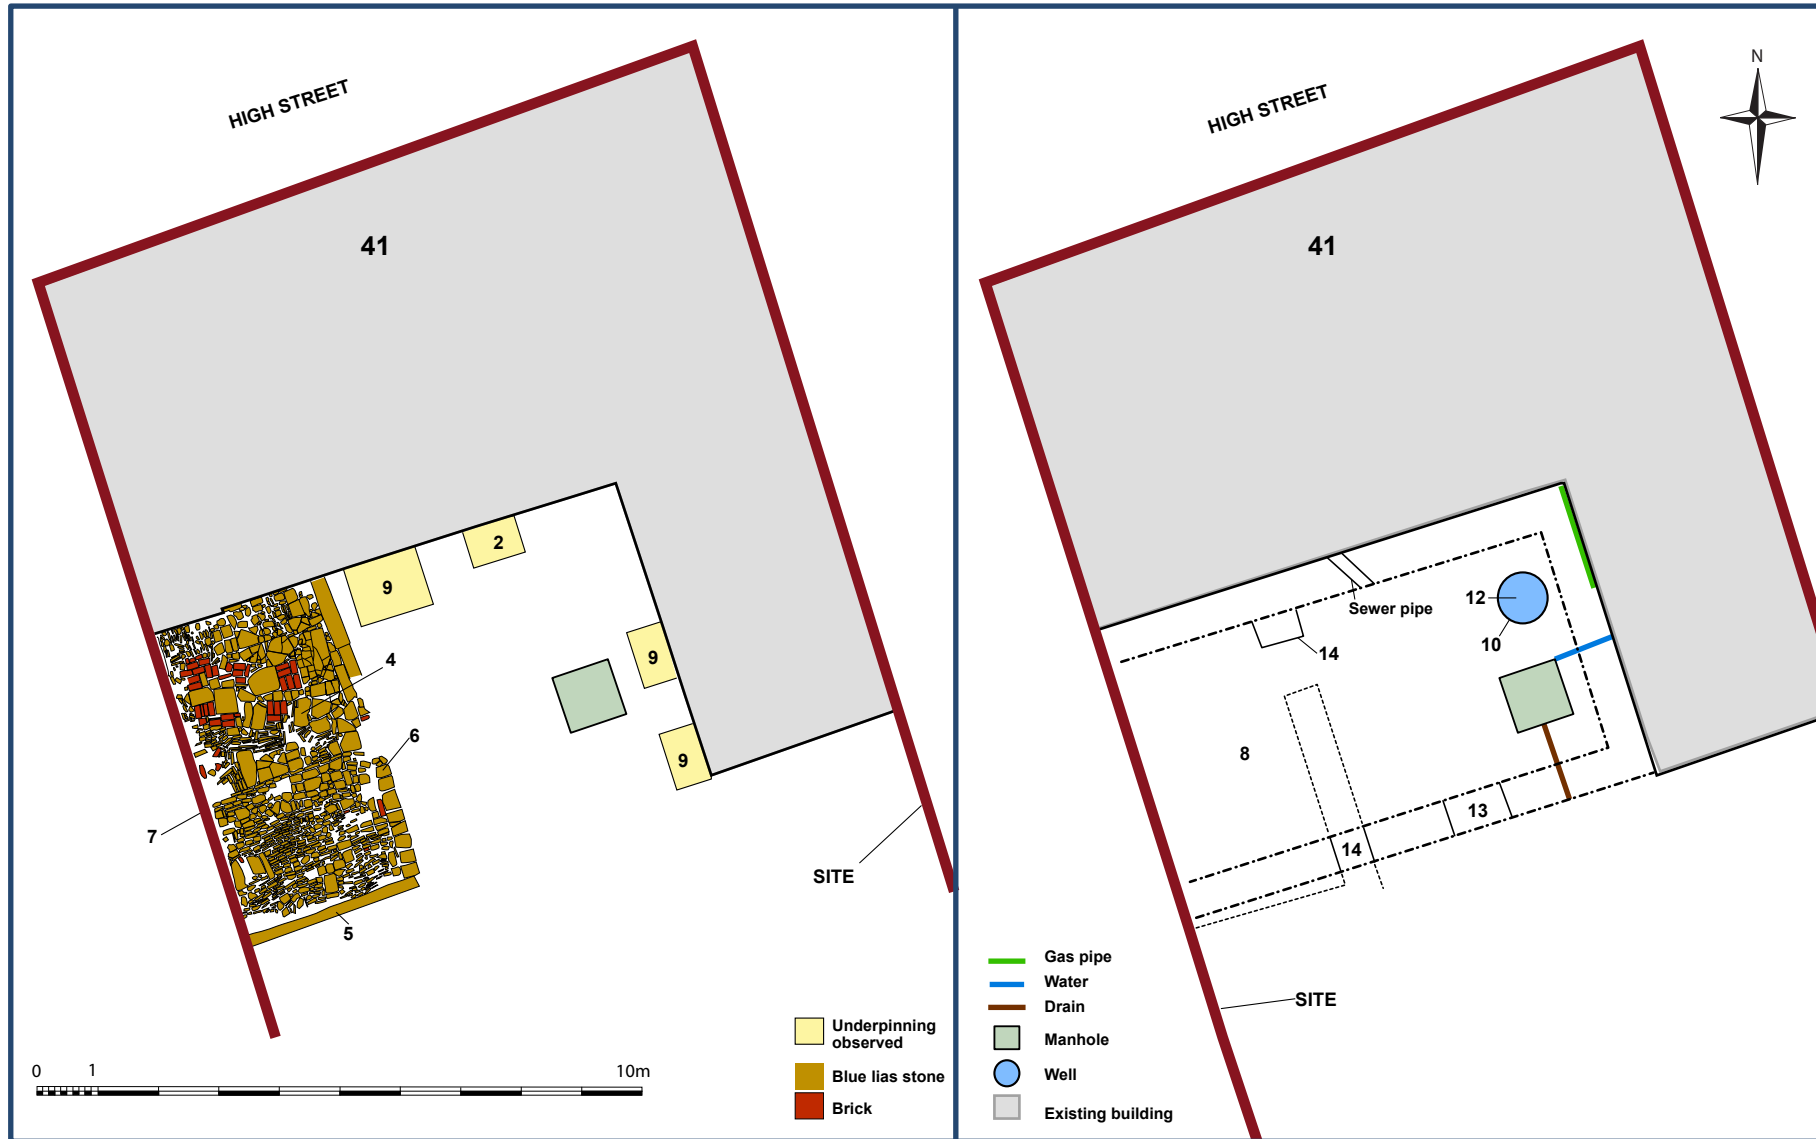 HIGH STREET
41
2
9
9
4
6
9
7
SITE
5
0 1 10m
Underpinning
observed
Blue lias stone
Brick
N
HIGH STREET
41
12
Sewer pipe
10
14
8
13
14
Gas pipe
Water
Drain
SITE
Manhole
Well
Existing building